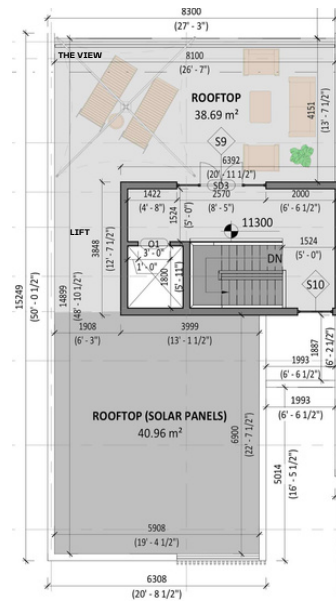 8300
(27' - 3")
THE VIEW
8100
(26' - 7")
ROOFTOP
38.69 m²
4151
(13' - 7 1/2")
S9
6392
(20' - 11 1/2")
SD3
1422
(4' - 8")
2570
(8' - 5")
2000
(6' - 6 1/2")
1524
(5' - 0")
11300
LIFT
3848
(12' - 7 1/2")
O1
3' - 0"
1' - 0"
1800
(5' - 11")
DN
1524
(5' - 0")
S10
15249
(50' - 0 1/2")
14899
(48' - 10 1/2")
1908
(6' - 3")
3999
(13' - 1 1/2")
1887
(6' - 2 1/2")
1993
(6' - 6 1/2")
1993
(6' - 6 1/2")
ROOFTOP (SOLAR PANELS)
40.96 m²
6900
(22' - 7 1/2")
5014
(16' - 5 1/2")
5908
(19' - 4 1/2")
6308
(20' - 8 1/2")